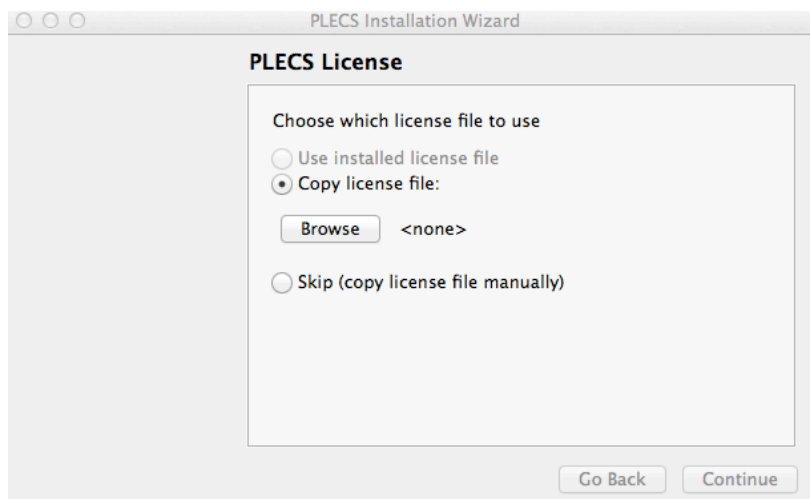 PLECS Installation Wizard
PLECS License
Choose which license file to use
Use installed license file
Copy license file:
Browse <none>
Skip (copy license file manually)
Go Back Continue